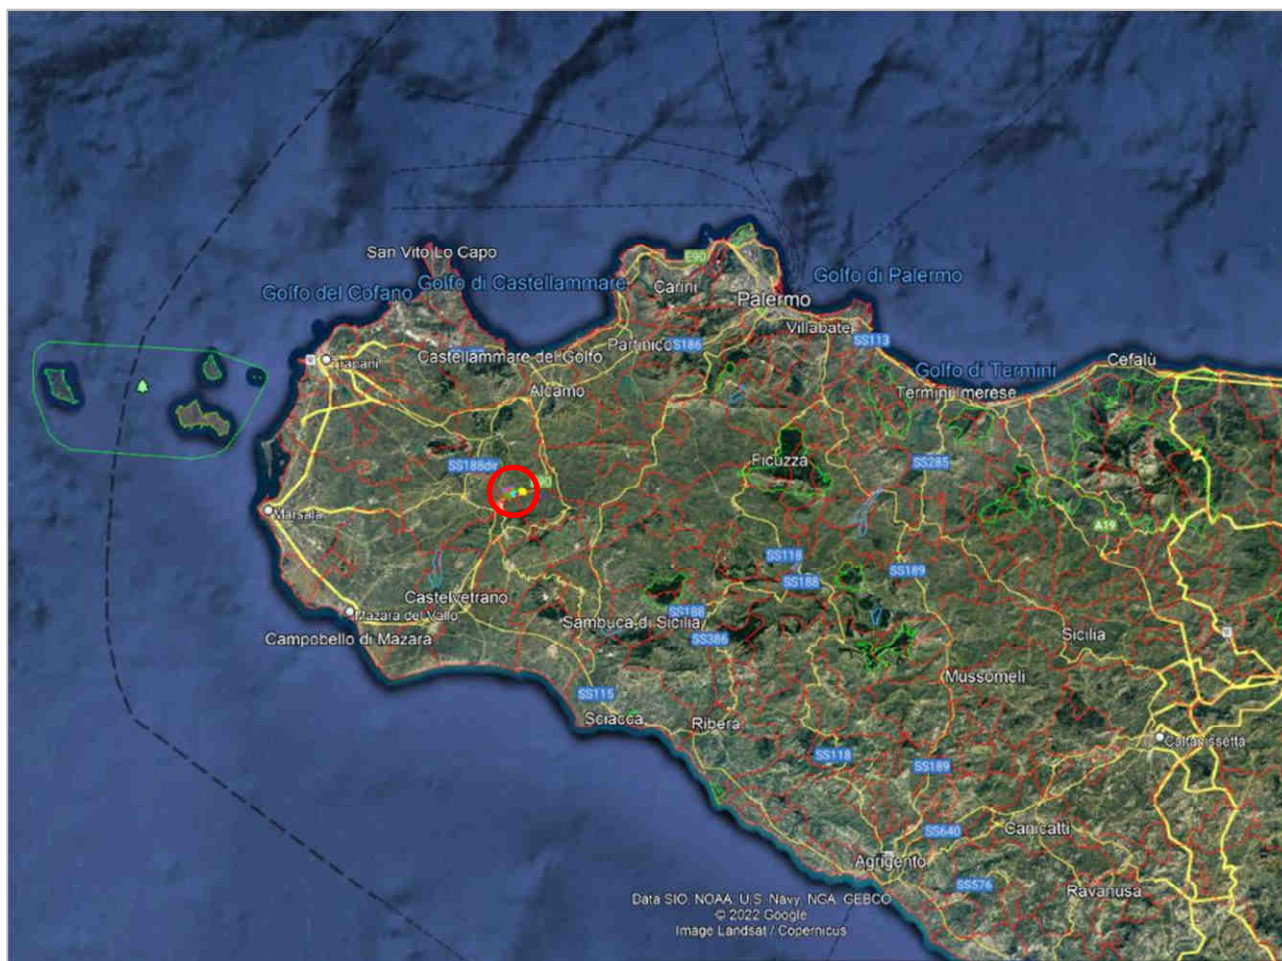 San Vito Lo Capo
E90
Golfo di Palermo
Golfo di Castellammare
Golfo del Cofano
Carini
Palermo
Villabate
Partinico
SS186
SS113
Castellammare del Golfo
Trapani
Golfo di Termini
Cefalù
Alcamo
Termini Imerese
SS188dir
Ficuzza
SS285
Marsala
A19
SS118
SS188
SS189
Castelvetrano
Mazara del Vallo
SS188
Sambuca di Sicilia
Campobello di Mazara
SS386
Sicilia
Mussomeli
SS115
Sciacca
Ribera
Caltanissetta
SS118
SS189
SS640
Canicatti
Agrigento
SS576
Ravanusa
Data SIO, NOAA, U.S. Navy, NGA, GEBCO
© 2022 Google
Image Landsat / Copernicus